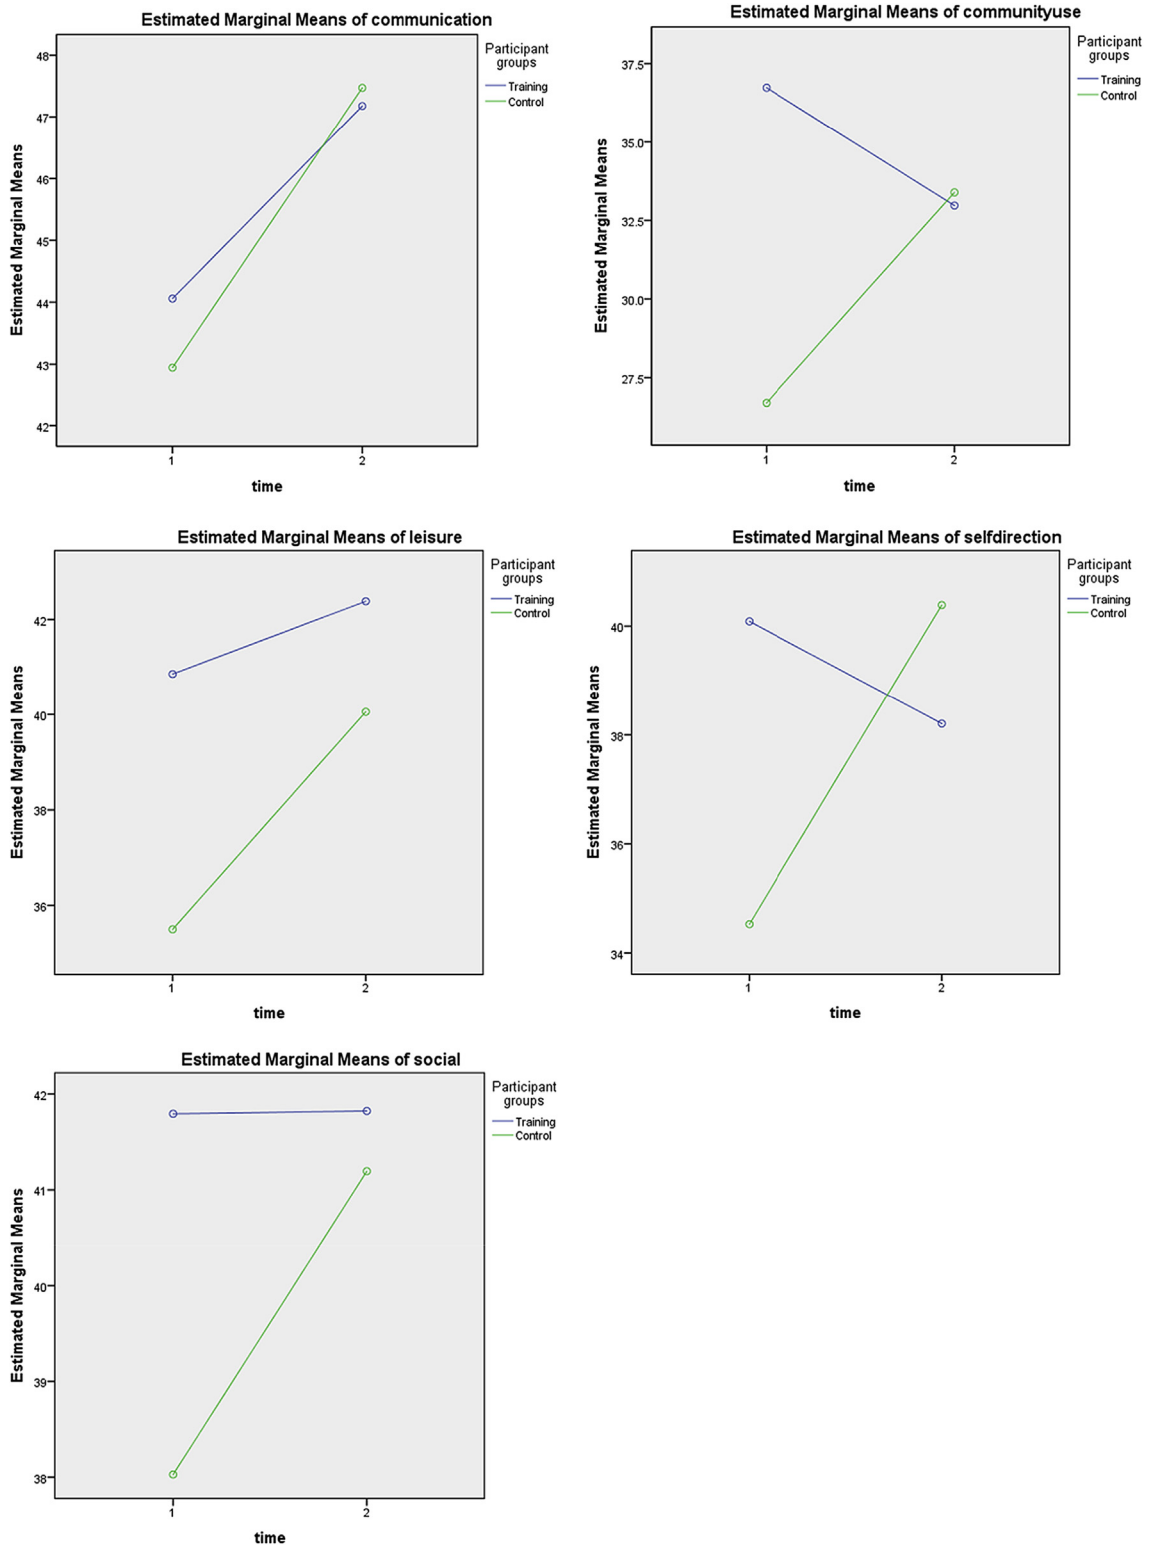 Estimated Marginal Means of communication
Participant
groups
Training
Control
Estimated Marginal Means
48
47
46
45
44
43
42
1
2
time
Estimated Marginal Means of communityuse
Participant
groups
Training
Control
Estimated Marginal Means
37.5
35.0
32.5
30.0
27.5
1
2
time
Estimated Marginal Means of leisure
Participant
groups
Training
Control
Estimated Marginal Means
42
40
38
36
1
2
time
Estimated Marginal Means of selfdirection
Participant
groups
Training
Control
Estimated Marginal Means
40
38
36
34
1
2
time
Estimated Marginal Means of social
Participant
groups
Training
Control
Estimated Marginal Means
42
41
40
39
38
1
2
time